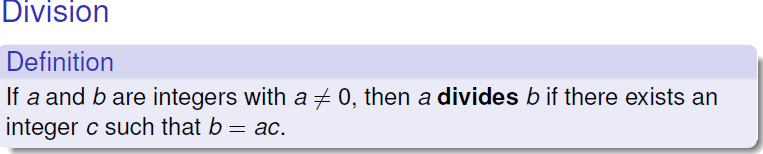 Division
Definition
If a and b are integers with a ≠ 0, then a divides b if there exists an
integer c such that b = ac.